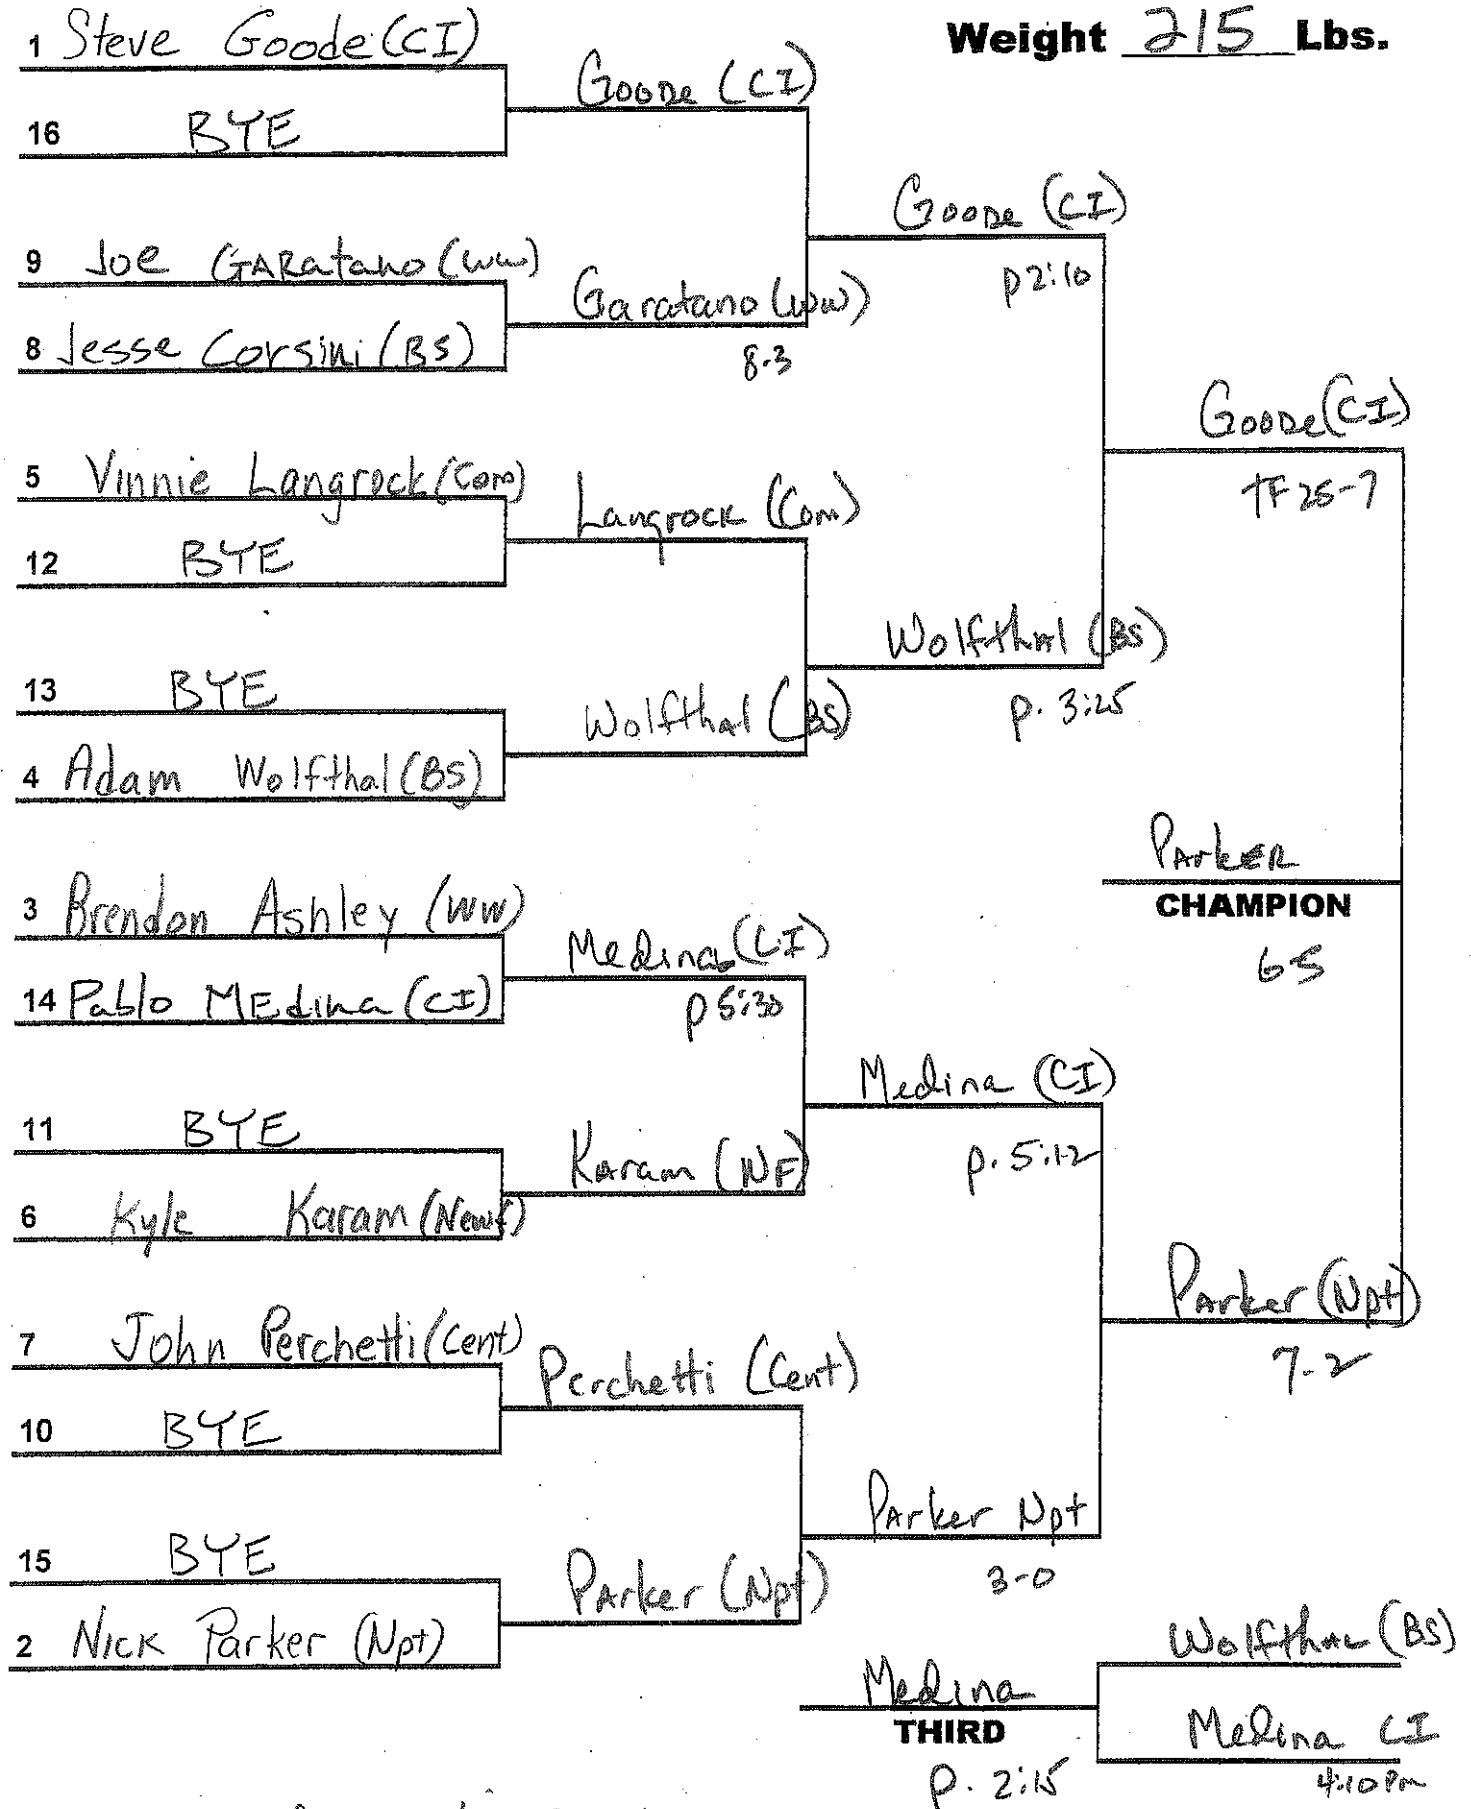 Weight 215 Lbs.
1 Steve Goode (CI)
16 BYE
Goode (CI)
9 Joe Garatano (WW)
8 Jesse Corsini (BS)
Garatano (WW)
8-3
Goode (CI)
p 2:10
5 Vinnie Langrock (Com)
12 BYE
Langrock (Com)
13 BYE
4 Adam Wolfthal (BS)
Wolfthal (BS)
Wolfthal (BS)
p. 3:25
Goode (CI)
TF 25-7
3 Brendon Ashley (WW)
14 Pablo Medina (CI)
Medina (CI)
p 5:30
11 BYE
6 Kyle Karam (Newf)
Karam (NF)
Medina (CI)
p. 5:12
7 John Perchetti (Cent)
10 BYE
Perchetti (Cent)
15 BYE
2 Nick Parker (Npt)
Parker (Npt)
Parker Npt
3-0
Parker (Npt)
7-2
Parker
CHAMPION
6-5
Wolfthal (BS)
Medina CI
4:10 Pm
Medina
THIRD
p. 2:15